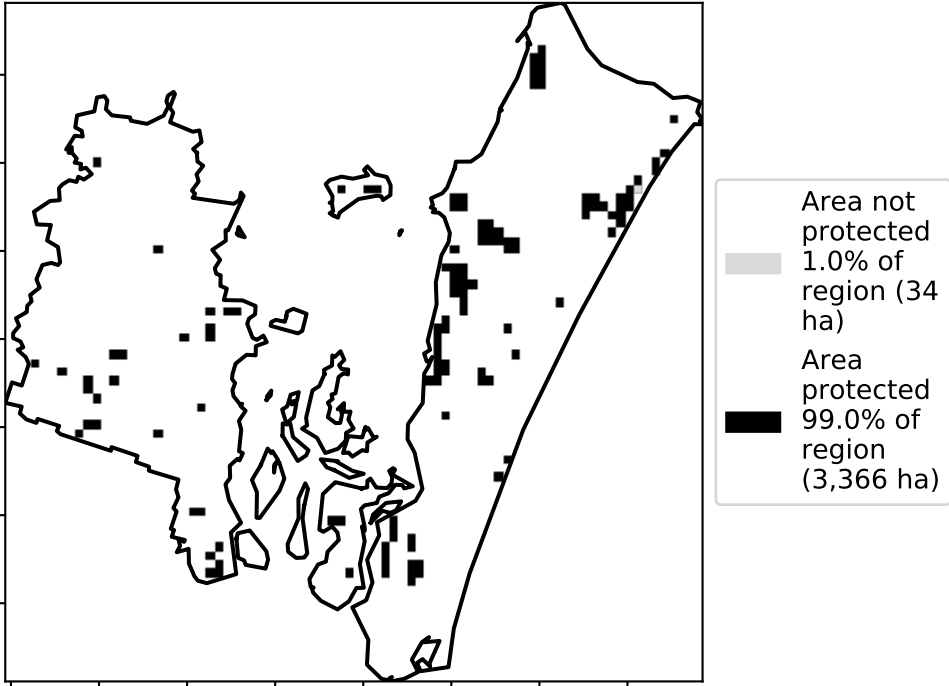 Area not
protected
1.0% of
region (34
ha)
Area
protected
99.0% of
region
(3,366 ha)